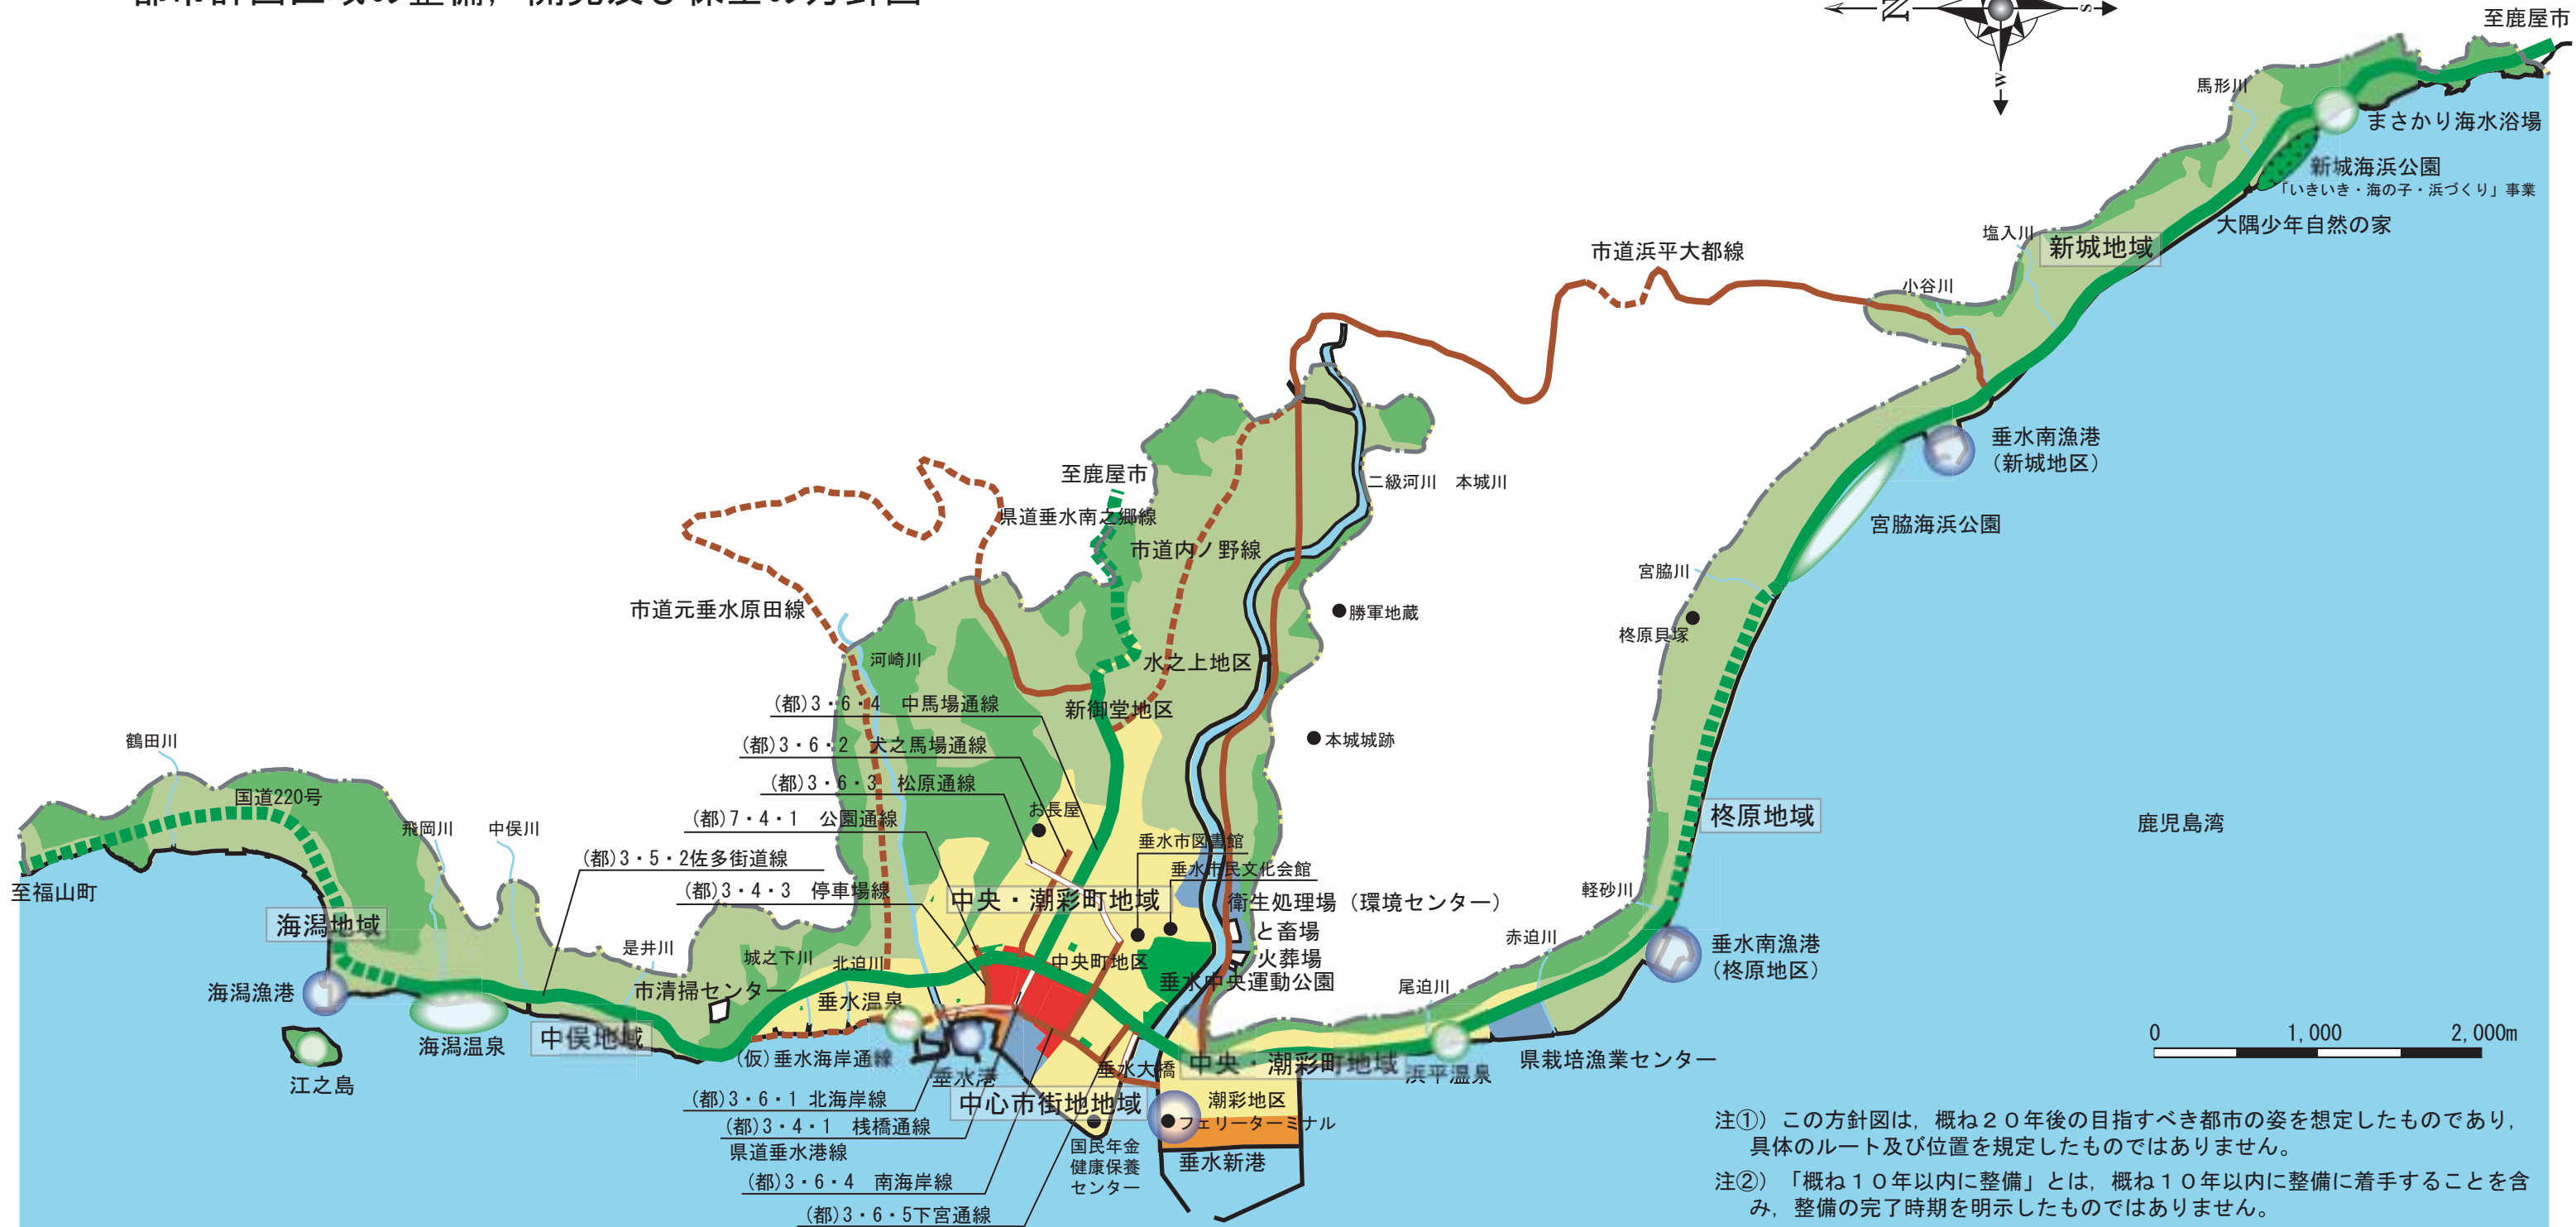 都市計画区域の整備，開発及び保全の方針図
N
S
W
至鹿屋市
馬形川
まさかり海水浴場
新城海浜公園
「いきいき・海の子・浜づくり」事業
大隅少年自然の家
塩入川
新城地域
市道浜平大都線
小谷川
垂水南漁港
（新城地区）
宮脇海浜公園
宮脇川
柊原貝塚
至鹿屋市
二級河川　本城川
県道垂水南之郷線
市道内ノ野線
市道元垂水原田線
勝軍地蔵
河崎川
水之上地区
(都)3・6・4　中馬場通線
新御堂地区
(都)3・6・2　犬之馬場通線
本城城跡
鶴田川
(都)3・6・3　松原通線
国道220号
お長屋
柊原地域
鹿児島湾
飛岡川
中俣川
(都)7・4・1　公園通線
垂水市図書館
(都)3・5・2佐多街道線
垂水市民文化会館
至福山町
(都)3・4・3　停車場線
中央・潮彩町地域
衛生処理場（環境センター）
軽砂川
海潟地域
と畜場
赤迫川
垂水南漁港
（柊原地区）
是井川
城之下川
北迫川
中央町地区
火葬場
海潟漁港
市清掃センター
垂水温泉
垂水中央運動公園
尾迫川
0
1,000
2,000m
海潟温泉
中俣地域
(仮)垂水海岸通線
垂水港
垂水大橋
中央・潮彩町地域
浜平温泉
県栽培漁業センター
江之島
(都)3・6・1 北海岸線
中心市街地地域
潮彩地区
フェリーターミナル
(都)3・4・1　桟橋通線
県道垂水港線
国民年金
健康保養
センター
垂水新港
(都)3・6・4　南海岸線
(都)3・6・5下宮通線
注①）この方針図は，概ね２０年後の目指すべき都市の姿を想定したものであり，
具体のルート及び位置を規定したものではありません。
注②）「概ね１０年以内に整備」とは，概ね１０年以内に整備に着手することを含
み，整備の完了時期を明示したものではありません。